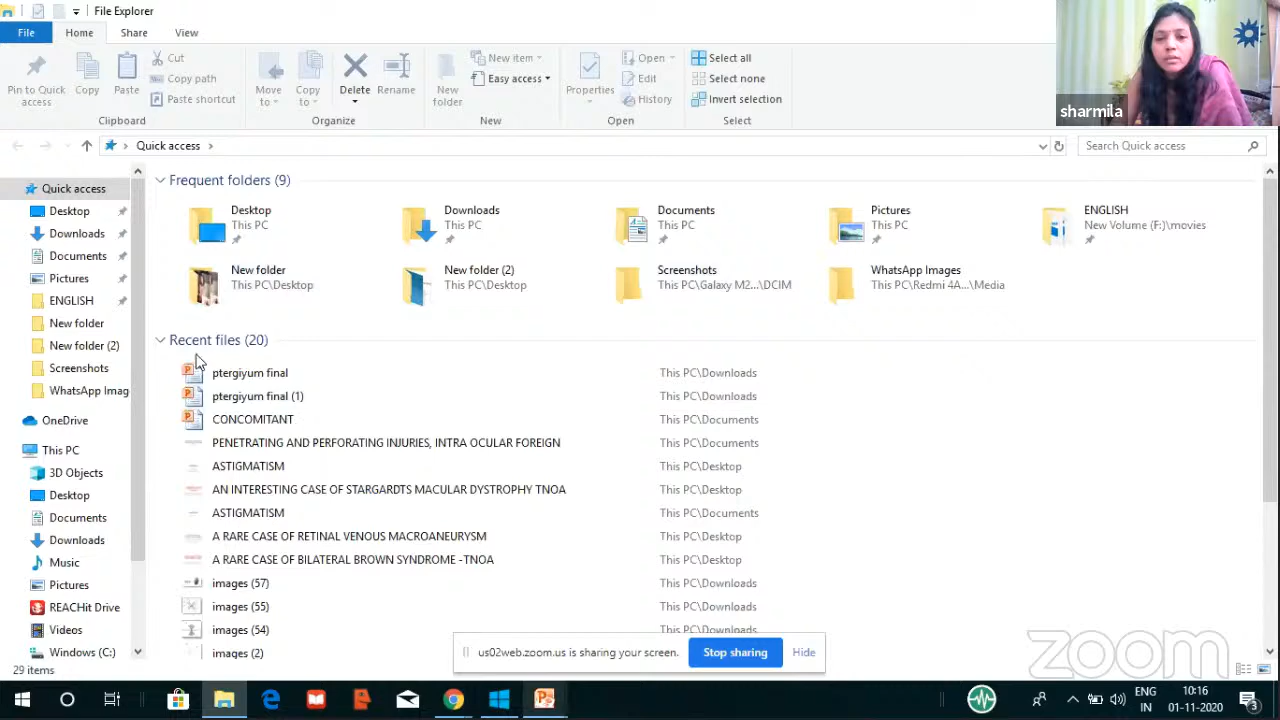 File Explorer
File Home Share View
Pin to Quick access
Copy
Paste
Cut
Copy path
Paste shortcut
Clipboard
Move to
Copy to
Delete
Rename
Organize
New folder
New item
Easy access
New
Properties
Open
Edit
History
Open
Select all
Select none
Invert selection
Select
sharmila
Quick access
Search Quick access
Quick access
Desktop
Downloads
Documents
Pictures
ENGLISH
New folder
New folder (2)
Screenshots
WhatsApp Imag
OneDrive
This PC
3D Objects
Desktop
Documents
Downloads
Music
Pictures
REACHit Drive
Videos
Windows (C:)
Frequent folders (9)
Desktop
This PC
Downloads
This PC
Documents
This PC
Pictures
This PC
ENGLISH
New Volume (F:)\movies
New folder
This PC\Desktop
New folder (2)
This PC\Desktop
Screenshots
This PC\Galaxy M2...\DCIM
WhatsApp Images
This PC\Redmi 4A...\Media
Recent files (20)
ptergiyum final This PC\Downloads
ptergiyum final (1) This PC\Downloads
CONCOMITANT This PC\Documents
PENETRATING AND PERFORATING INJURIES, INTRA OCULAR FOREIGN This PC\Documents
ASTIGMATISM This PC\Desktop
AN INTERESTING CASE OF STARGARDTS MACULAR DYSTROPHY TNOA This PC\Desktop
ASTIGMATISM This PC\Documents
A RARE CASE OF RETINAL VENOUS MACROANEURYSM This PC\Desktop
A RARE CASE OF BILATERAL BROWN SYNDROME -TNOA This PC\Desktop
images (57) This PC\Downloads
images (55) This PC\Downloads
images (54) This PC\Downloads
images (2)
us02web.zoom.us is sharing your screen. Stop sharing Hide
zoom
29 items
ENG
IN
10:16
01-11-2020
3